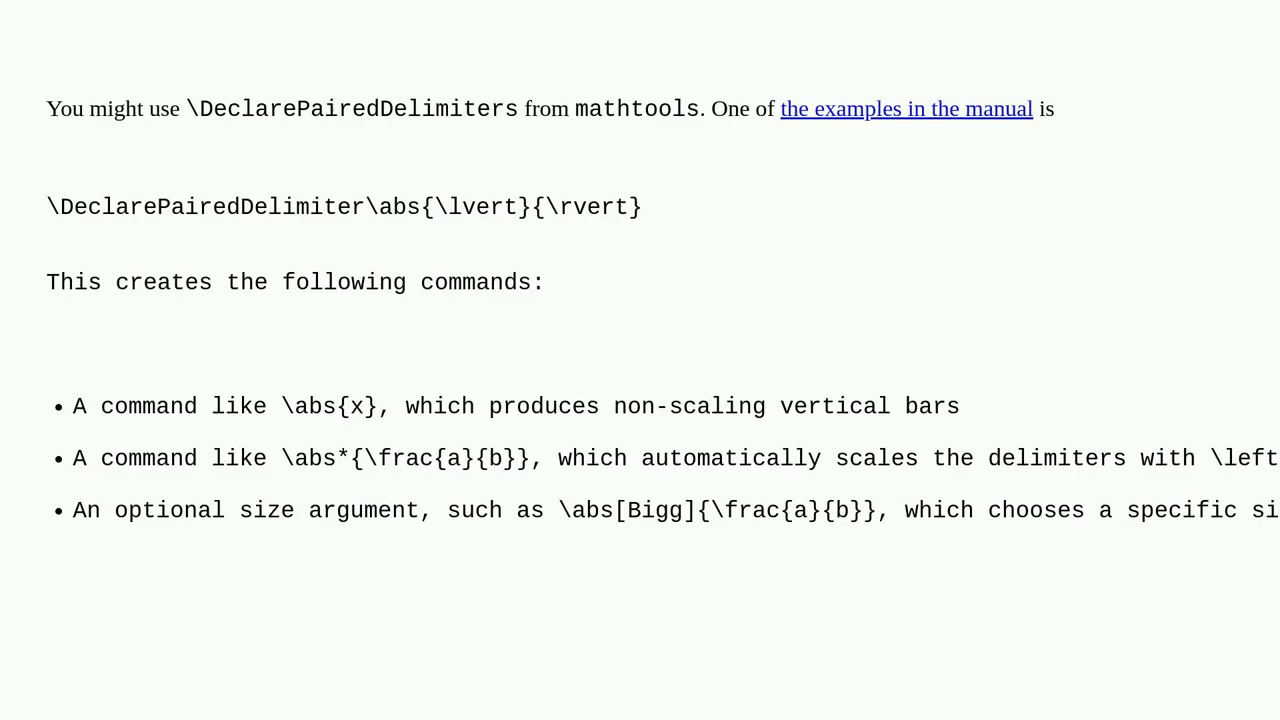 You might use \DeclarePairedDelimiters from mathtools. One of the examples in the manual is
\DeclarePairedDelimiter\abs{\lvert}{\rvert}
This creates the following commands:
• A command like \abs{x}, which produces non-scaling vertical bars
• A command like \abs*{\frac{a}{b}}, which automatically scales the delimiters with \left
• An optional size argument, such as \abs[Bigg]{\frac{a}{b}}, which chooses a specific si